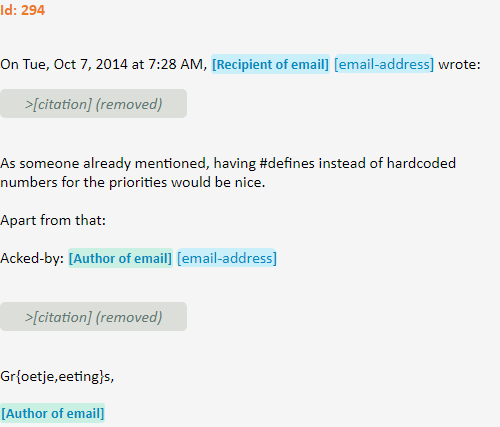 Id: 294
On Tue, Oct 7, 2014 at 7:28 AM, [Recipient of email] [email-address] wrote:
>[citation] (removed)
As someone already mentioned, having #defines instead of hardcoded
numbers for the priorities would be nice.
Apart from that:
Acked-by: [Author of email] [email-address]
>[citation] (removed)
Gr{oetje,eeting}s,
[Author of email]